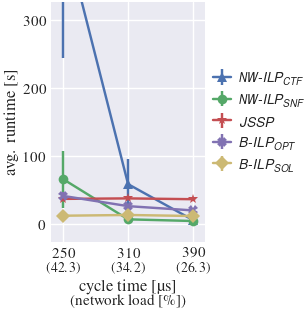 300
200
100
0
avg. runtime [s]
250
310
390
(42.3)
(34.2)
(26.3)
cycle time [μs]
(network load [%])
NW-ILP_CTF
NW-ILP_SNF
JSSP
B-ILP_OPT
B-ILP_SOL